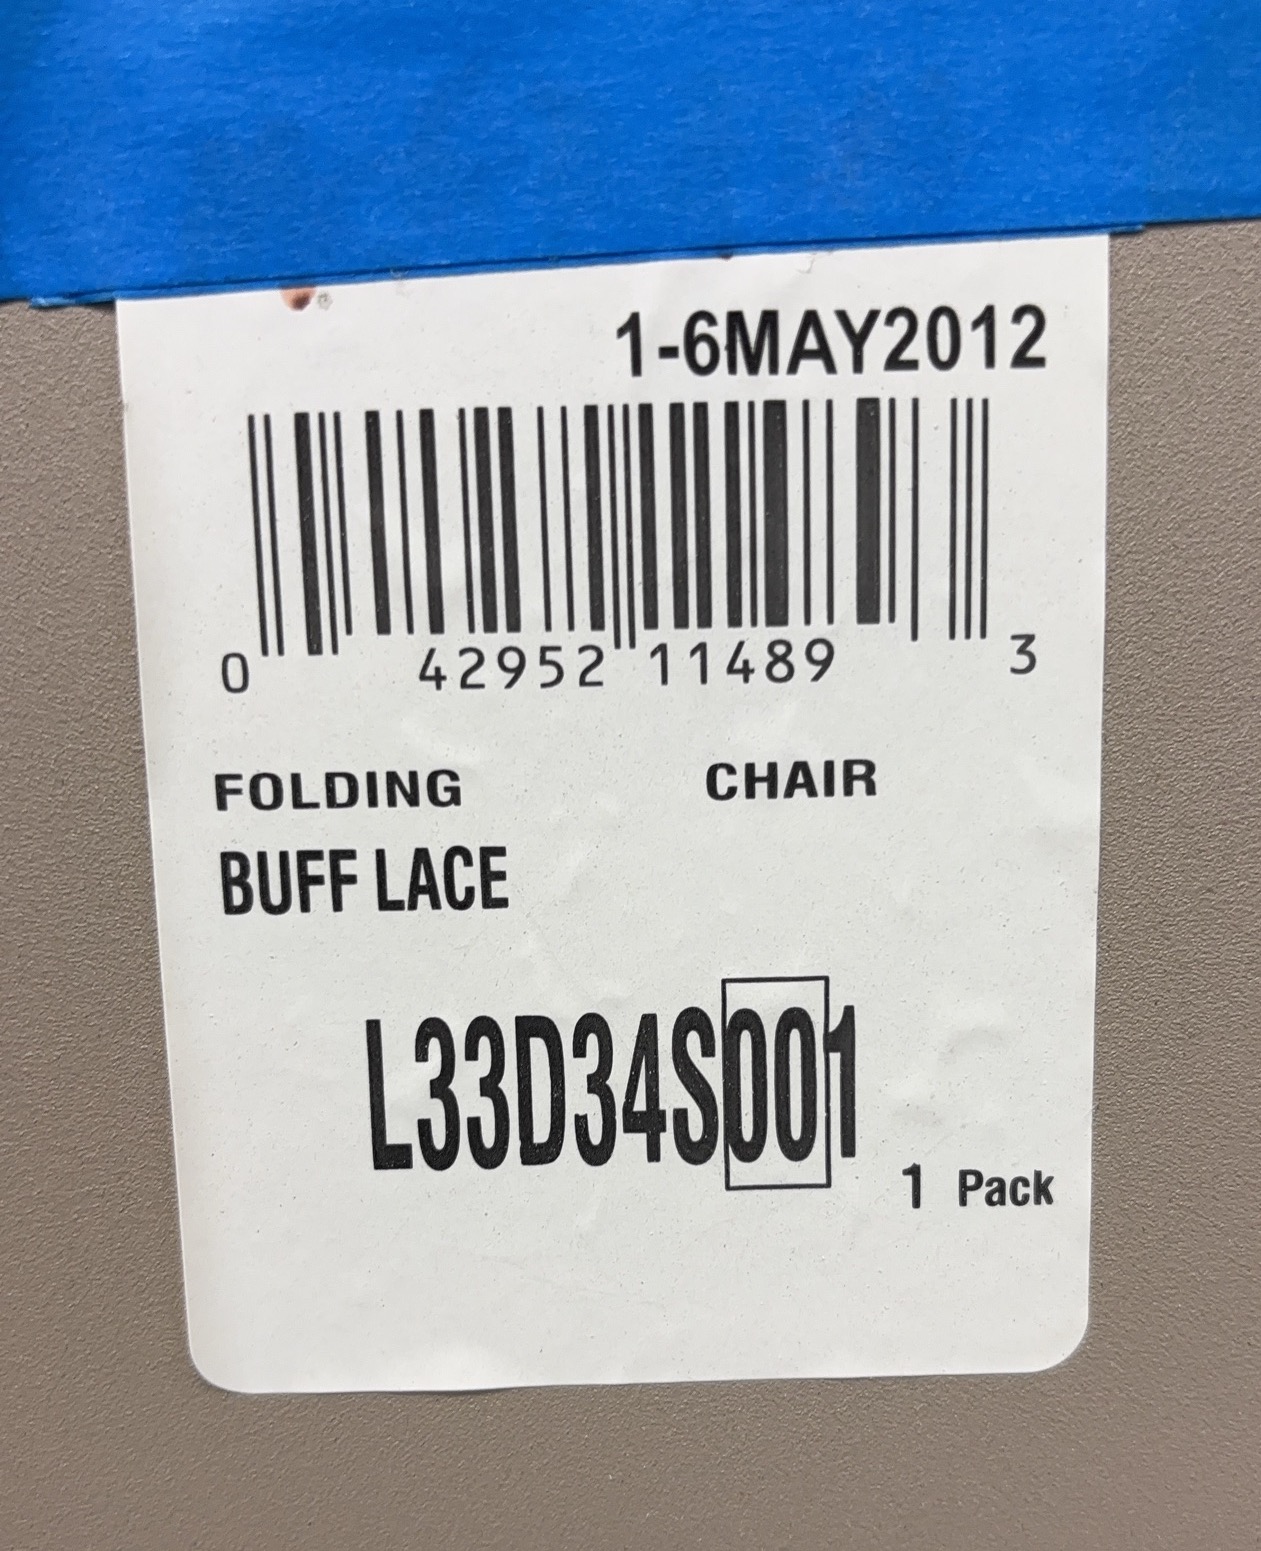 1-6MAY2012
0 42952 11489 3
FOLDING CHAIR
BUFF LACE
L33D34S001
1 Pack